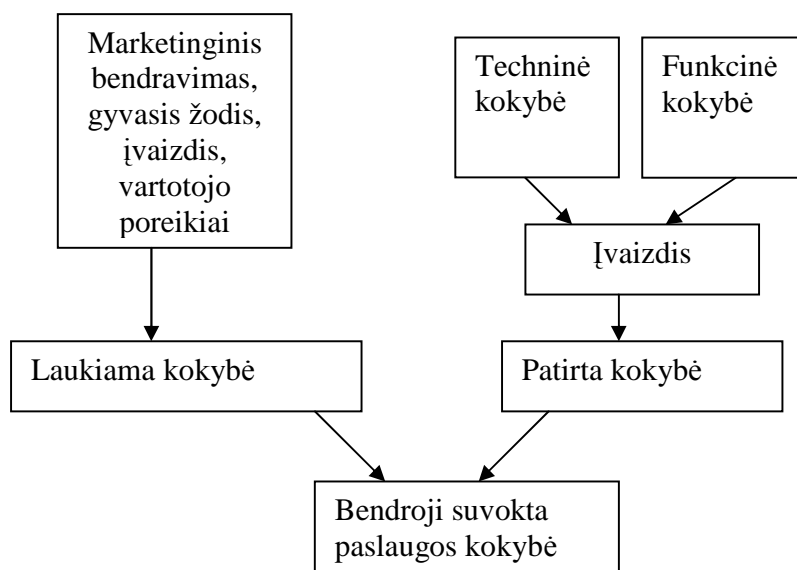 Marketinginis
bendravimas,
gyvasis žodis,
įvaizdis,
vartotojo
poreikiai
Techninė
kokybė
Funkcinė
kokybė
Įvaizdis
Laukiama kokybė
Patirta kokybė
Bendroji suvokta
paslaugos kokybė